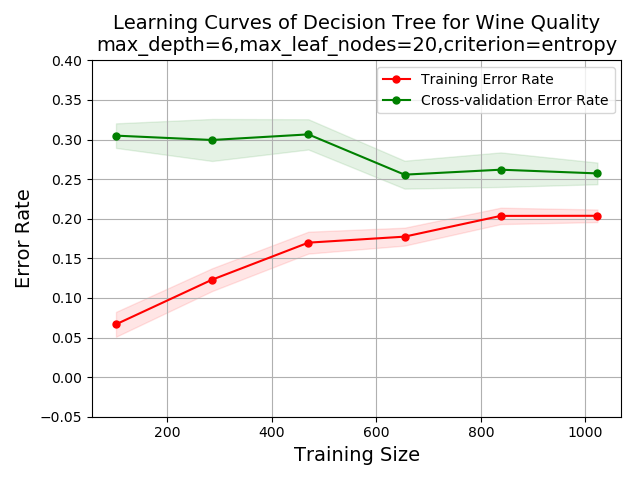 Learning Curves of Decision Tree for Wine Quality
max_depth=6,max_leaf_nodes=20,criterion=entropy
Training Error Rate
Cross-validation Error Rate
Error Rate
0.40
0.35
0.30
0.25
0.20
0.15
0.10
0.05
0.00
−0.05
200
400
600
800
1000
Training Size